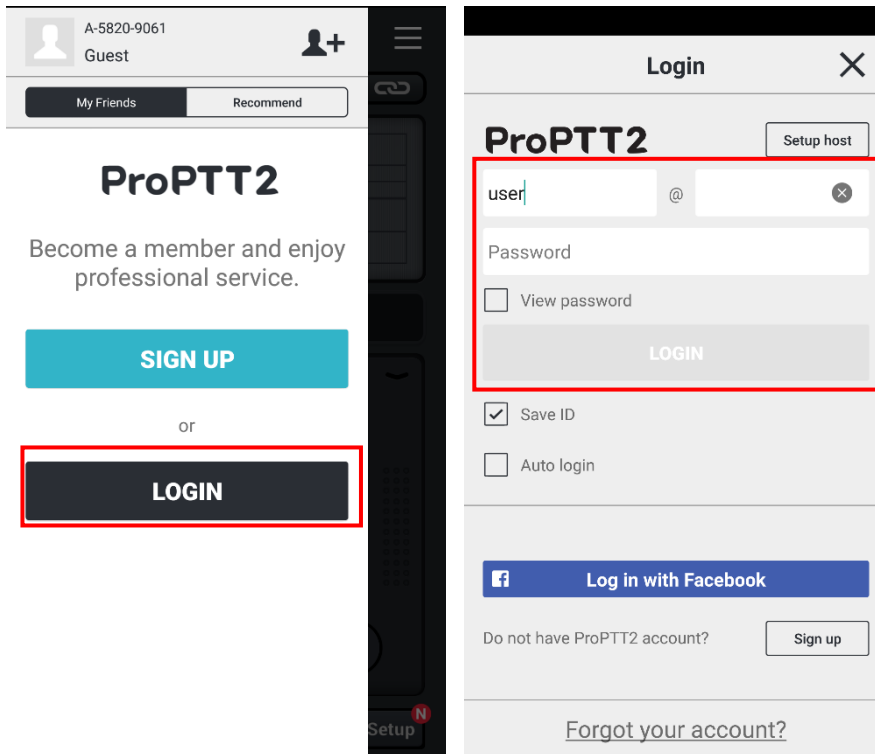 A-5820-9061
Guest
My Friends
Recommend
ProPTT2
Become a member and enjoy
professional service.
SIGN UP
or
LOGIN
N
Setup
Login
ProPTT2
Setup host
user
@
Password
View password
LOGIN
Save ID
Auto login
Log in with Facebook
Do not have ProPTT2 account?
Sign up
Forgot your account?